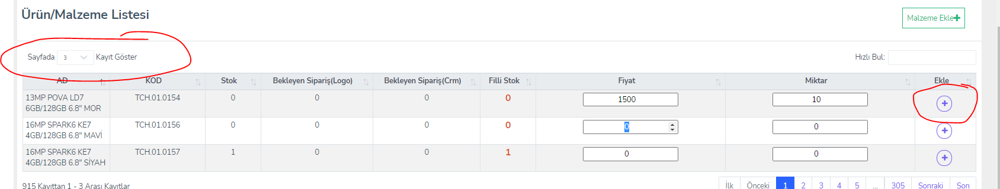 Ürün/Malzeme Listesi
Malzeme Ekle+
Sayfada 3 Kayıt Göster
Hızlı Bul:
AD KOD Stok Bekleyen Sipariş(Logo) Bekleyen Sipariş(Crm) Filli Stok Fiyat Miktar Ekle
13MP POVA LD7 TCH.01.0154 0 0 0 0 1500 10 +
6GB/128GB 6.8" MOR
16MP SPARK6 KE7 TCH.01.0156 0 0 0 0 0 0 +
4GB/128GB 6.8" MAVİ
16MP SPARK6 KE7 TCH.01.0157 1 0 0 1 0 0 +
4GB/128GB 6.8" SİYAH
915 Kayıttan 1 - 3 Arası Kayıtlar
İlk Önceki 1 2 3 4 5 ... 305 Sonraki Son